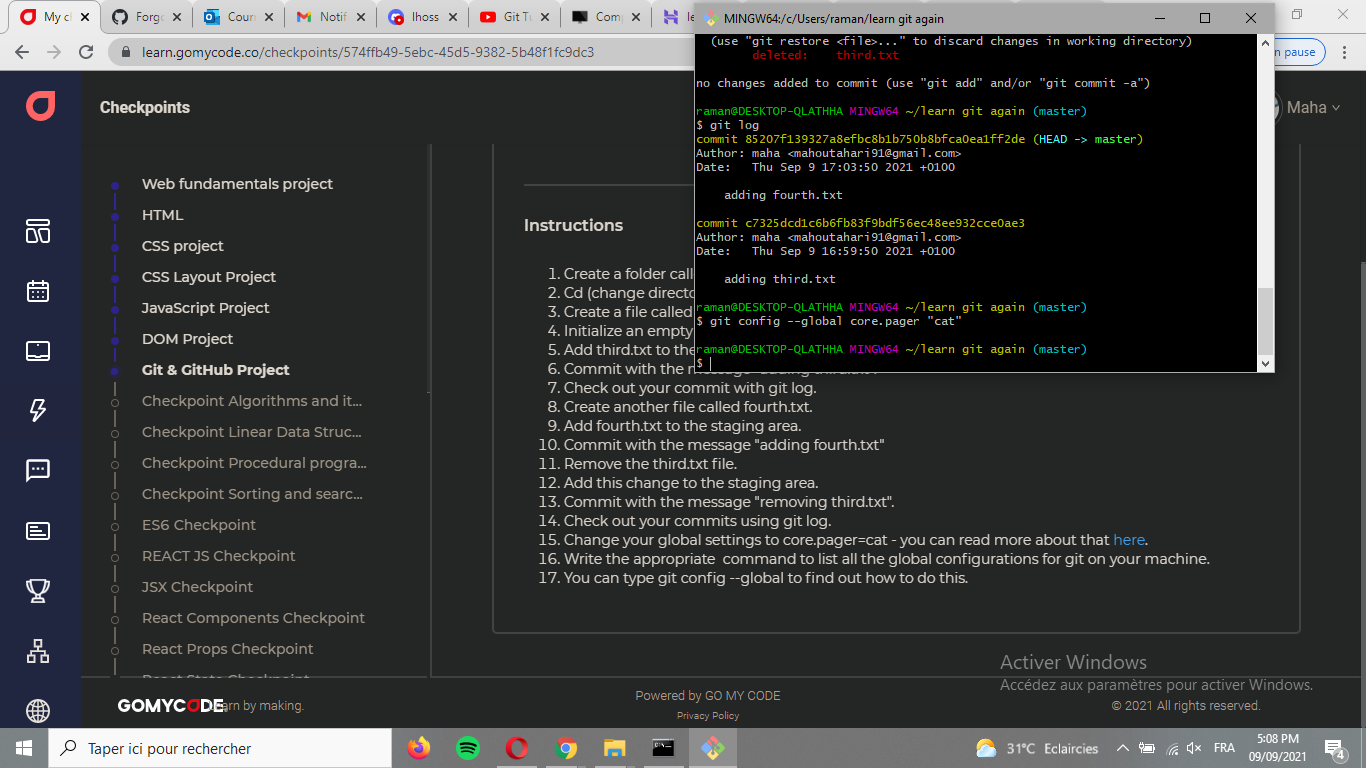 My cl
Forgo
Cour
Notif
lhoss
Git Tu
Comp
le
learn.gomycode.co/checkpoints/574ffb49-5ebc-45d5-9382-5b48f1fc9dc3
n pause
MINGW64:/c/Users/raman/learn git again
(use "git restore <file>..." to discard changes in working directory)
deleted:    third.txt
no changes added to commit (use "git add" and/or "git commit -a")
raman@DESKTOP-QLATHHA MINGW64 ~/learn git again (master)
$ git log
commit 85207f139327a8efbc8b1b750b8bfca0ea1ff2de (HEAD -> master)
Author: maha <mahoutahari91@gmail.com>
Date:   Thu Sep 9 17:03:50 2021 +0100
adding fourth.txt
commit c7325dcd1c6b6fb83f9bdf56ec48ee932cce0ae3
Author: maha <mahoutahari91@gmail.com>
Date:   Thu Sep 9 16:59:50 2021 +0100
adding third.txt
raman@DESKTOP-QLATHHA MINGW64 ~/learn git again (master)
$ git config --global core.pager "cat"
raman@DESKTOP-QLATHHA MINGW64 ~/learn git again (master)
$
Checkpoints
Maha
Web fundamentals project
HTML
CSS project
CSS Layout Project
JavaScript Project
DOM Project
Git & GitHub Project
Checkpoint Algorithms and it...
Checkpoint Linear Data Struc...
Checkpoint Procedural progra...
Checkpoint Sorting and searc...
ES6 Checkpoint
REACT JS Checkpoint
JSX Checkpoint
React Components Checkpoint
React Props Checkpoint
React State Checkpoint
Instructions
1. Create a folder call
2. Cd (change directo
3. Create a file called
4. Initialize an empty
5. Add third.txt to the
6. Commit with the message "adding third.txt".
7. Check out your commit with git log.
8. Create another file called fourth.txt.
9. Add fourth.txt to the staging area.
10. Commit with the message "adding fourth.txt"
11. Remove the third.txt file.
12. Add this change to the staging area.
13. Commit with the message "removing third.txt".
14. Check out your commits using git log.
15. Change your global settings to core.pager=cat - you can read more about that here.
16. Write the appropriate  command to list all the global configurations for git on your machine.
17. You can type git config --global to find out how to do this.
Activer Windows
Accédez aux paramètres pour activer Windows.
GOMYCODE
Learn by making.
Powered by GO MY CODE
Privacy Policy
© 2021 All rights reserved.
Taper ici pour rechercher
31°C Eclaircies
FRA
5:08 PM
09/09/2021
4